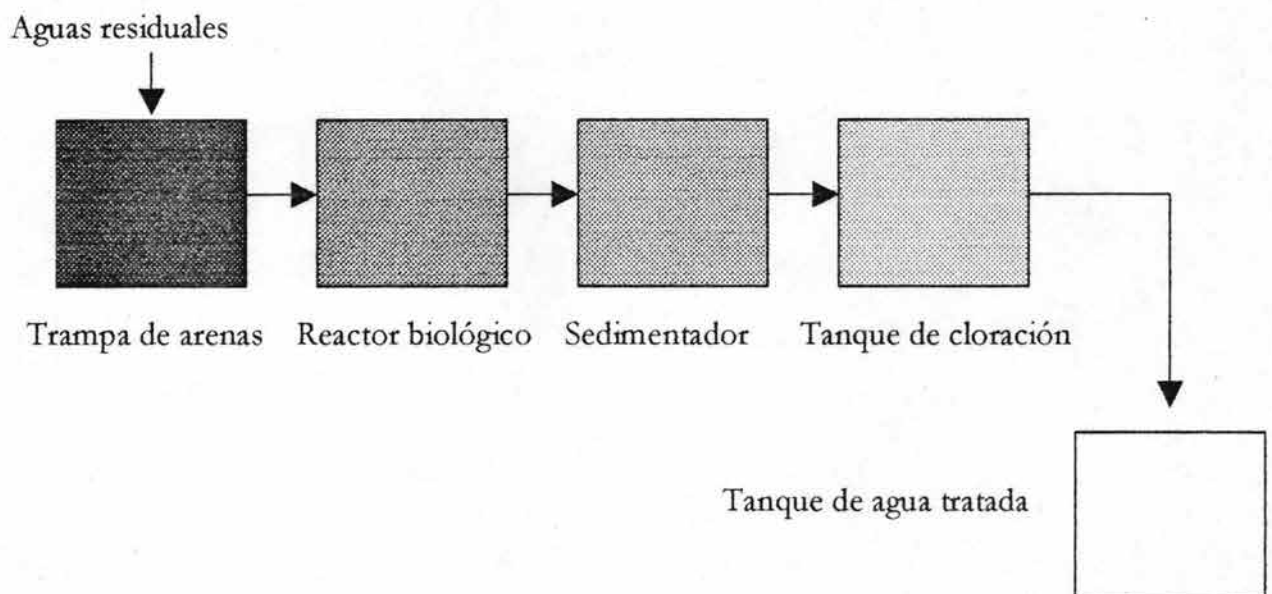 Aguas residuales
Trampa de arenas
Reactor biológico
Sedimentador
Tanque de cloración
Tanque de agua tratada